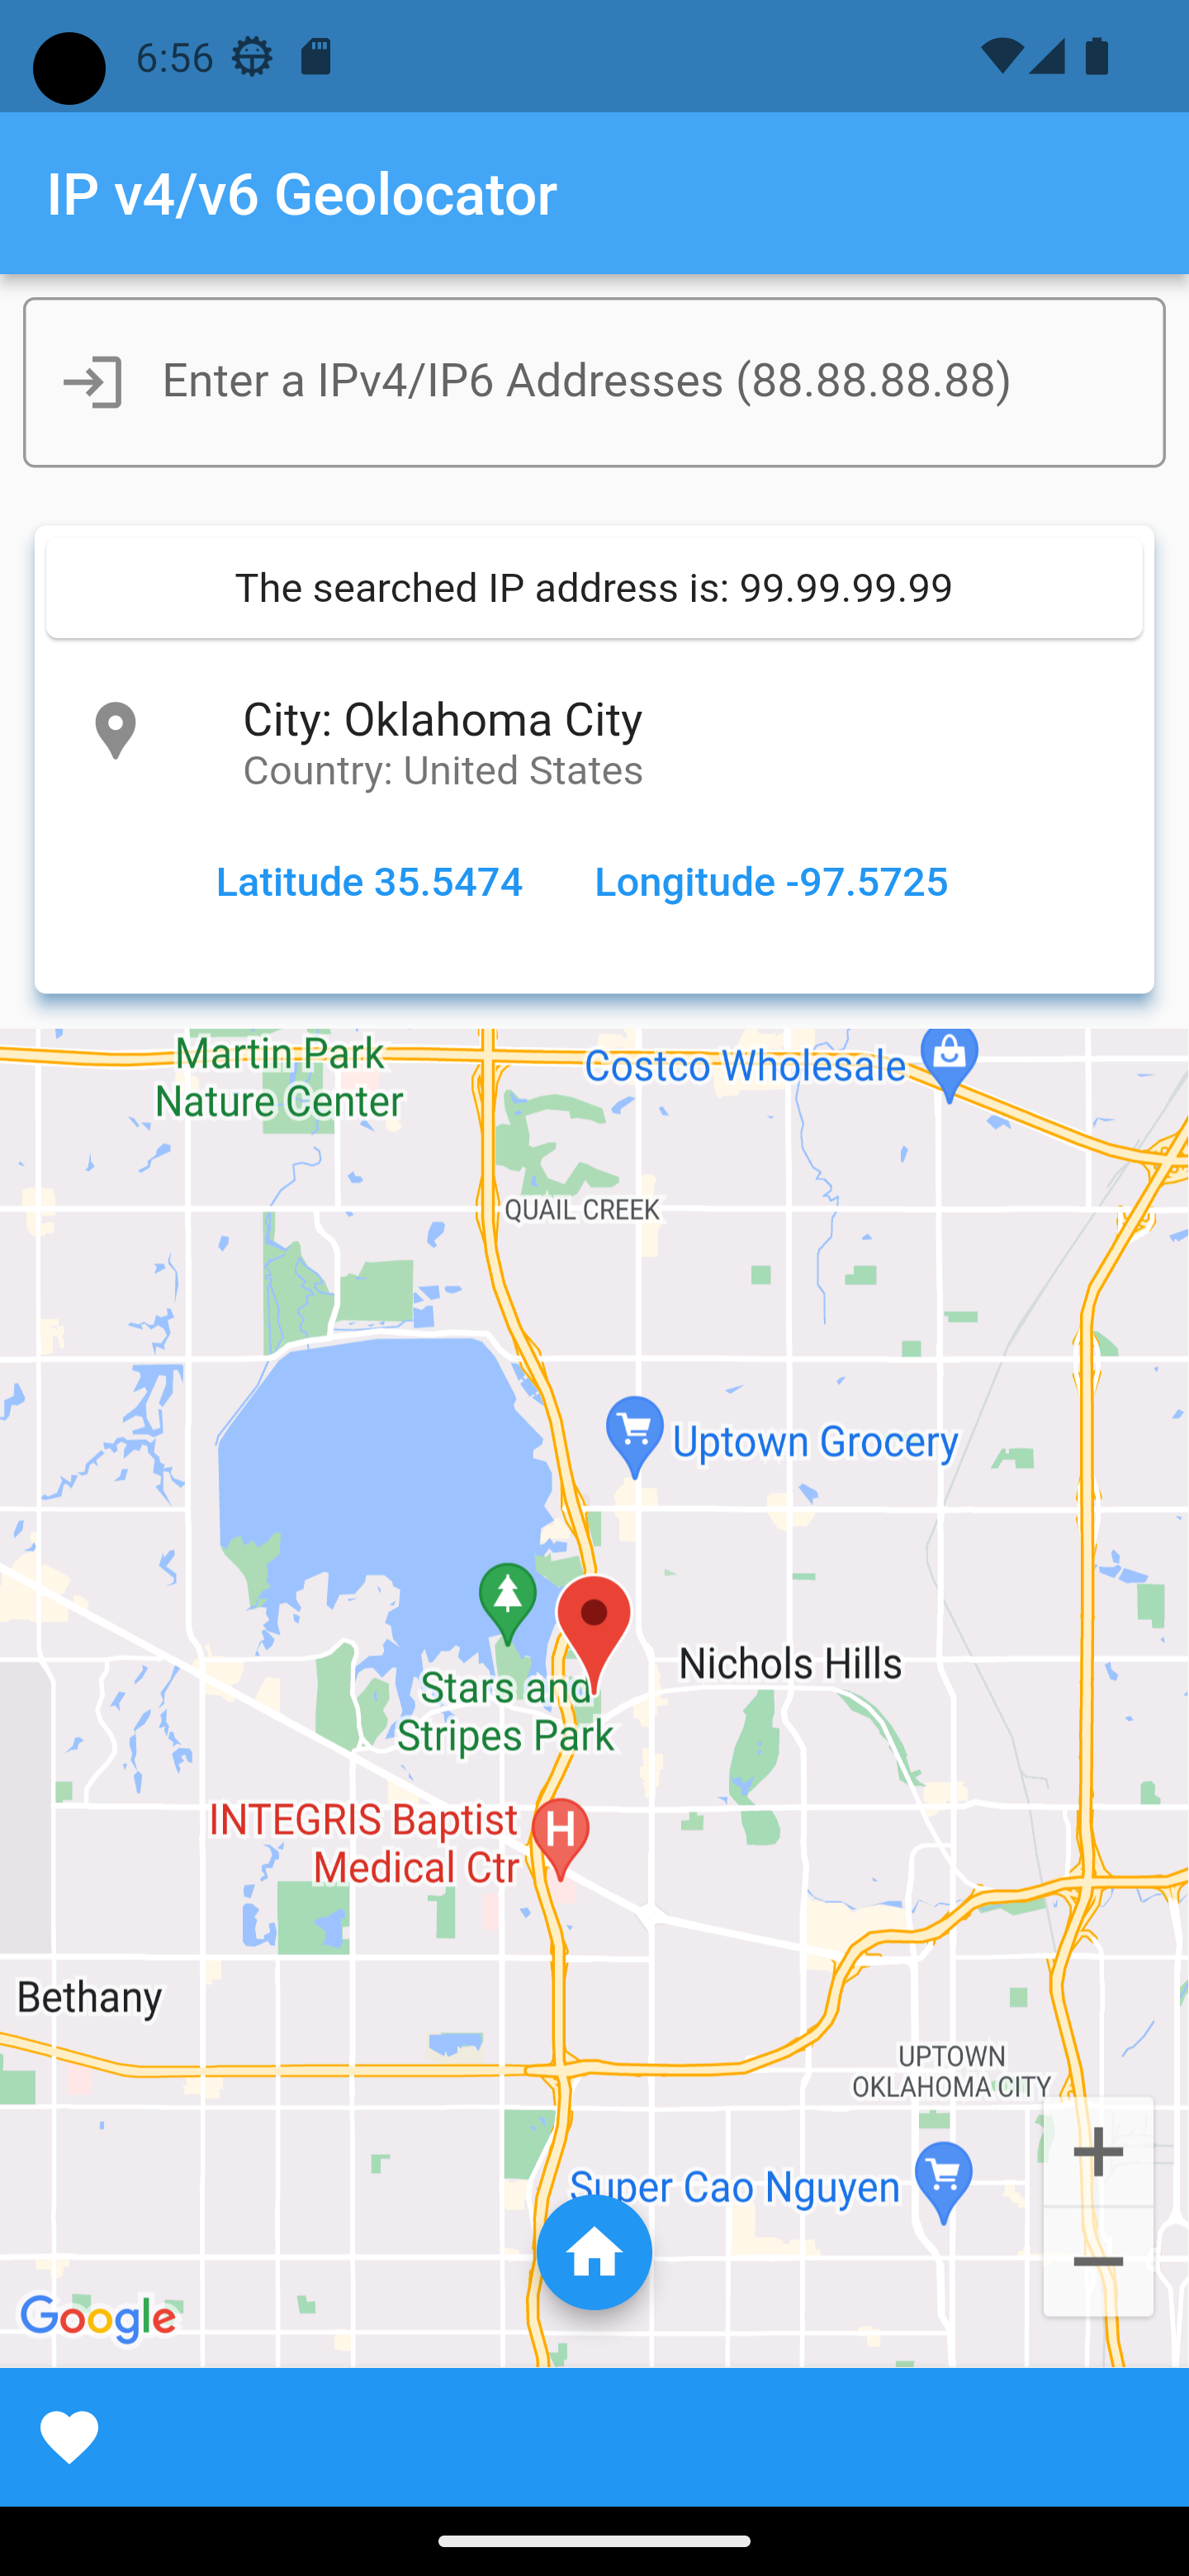 6:56
IP v4/v6 Geolocator
Enter a IPv4/IP6 Addresses (88.88.88.88)
The searched IP address is: 99.99.99.99
City: Oklahoma City
Country: United States
Latitude 35.5474 Longitude -97.5725
Martin Park
Nature Center
Costco Wholesale
QUAIL CREEK
Uptown Grocery
Nichols Hills
Stars and
Stripes Park
INTEGRIS Baptist
Medical Ctr
H
Bethany
UPTOWN
OKLAHOMA CITY
Super Cao Nguyen
Google